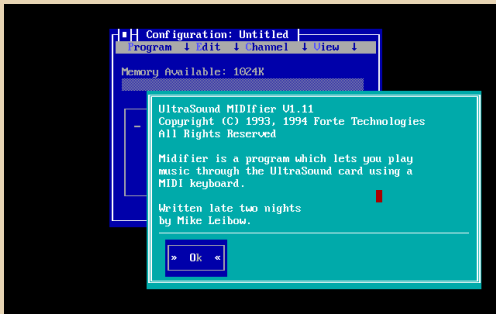 Configuration: Untitled
Program ↓ Edit ↓ Channel ↓ View ↓
Memory Available: 1024K
UltraSound MIDIfier V1.11
Copyright (C) 1993, 1994 Forte Technologies
All Rights Reserved
Midifier is a program which lets you play
music through the UltraSound card using a
MIDI keyboard.
Written late two nights
by Mike Leibow.
» Ok «